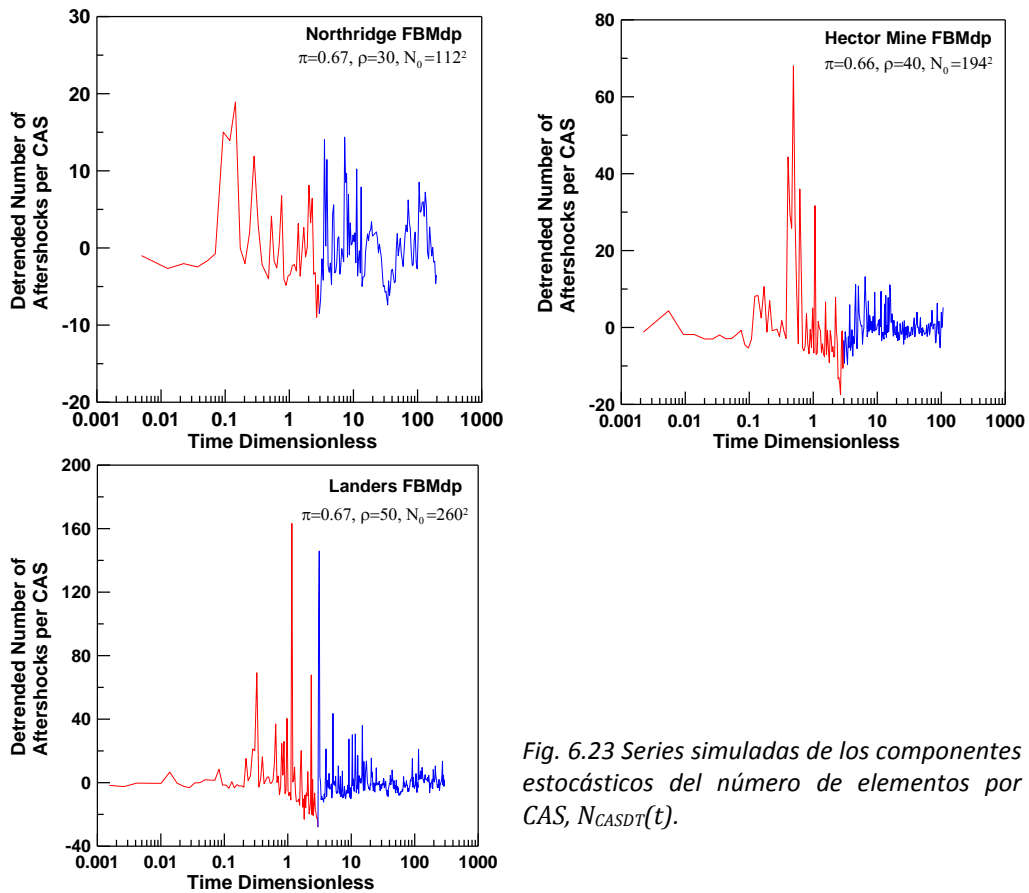 Northridge FBMdp
π=0.67, ρ=30, N₀=112²
Detrended Number of
Aftershocks per CAS
30
20
10
0
-10
-20
0.001 0.01 0.1 1 10 100 1000
Time Dimensionless
Hector Mine FBMdp
π=0.66, ρ=40, N₀=194²
Detrended Number of
Aftershocks per CAS
80
60
40
20
0
-20
0.001 0.01 0.1 1 10 100 1000
Time Dimensionless
Landers FBMdp
π=0.67, ρ=50, N₀=260²
Detrended Number of
Aftershocks per CAS
200
160
120
80
40
0
-40
0.001 0.01 0.1 1 10 100 1000
Time Dimensionless
Fig. 6.23 Series simuladas de los componentes
estocásticos del número de elementos por
CAS, NCASDT(t).